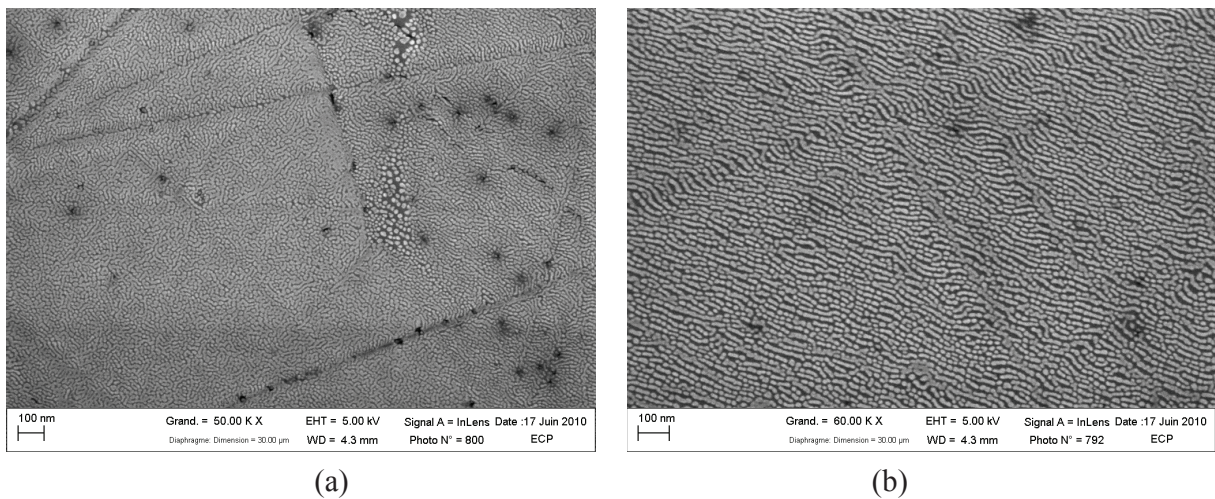 100 nm Grand. = 50.00 K X EHT = 5.00 kV Signal A = InLens Date :17 Juin 2010
Diaphragme: Dimension = 30.00 µm WD = 4.3 mm Photo N° = 800 ECP
100 nm Grand. = 60.00 K X EHT = 5.00 kV Signal A = InLens Date :17 Juin 2010
Diaphragme: Dimension = 30.00 µm WD = 4.3 mm Photo N° = 792 ECP
(a)
(b)